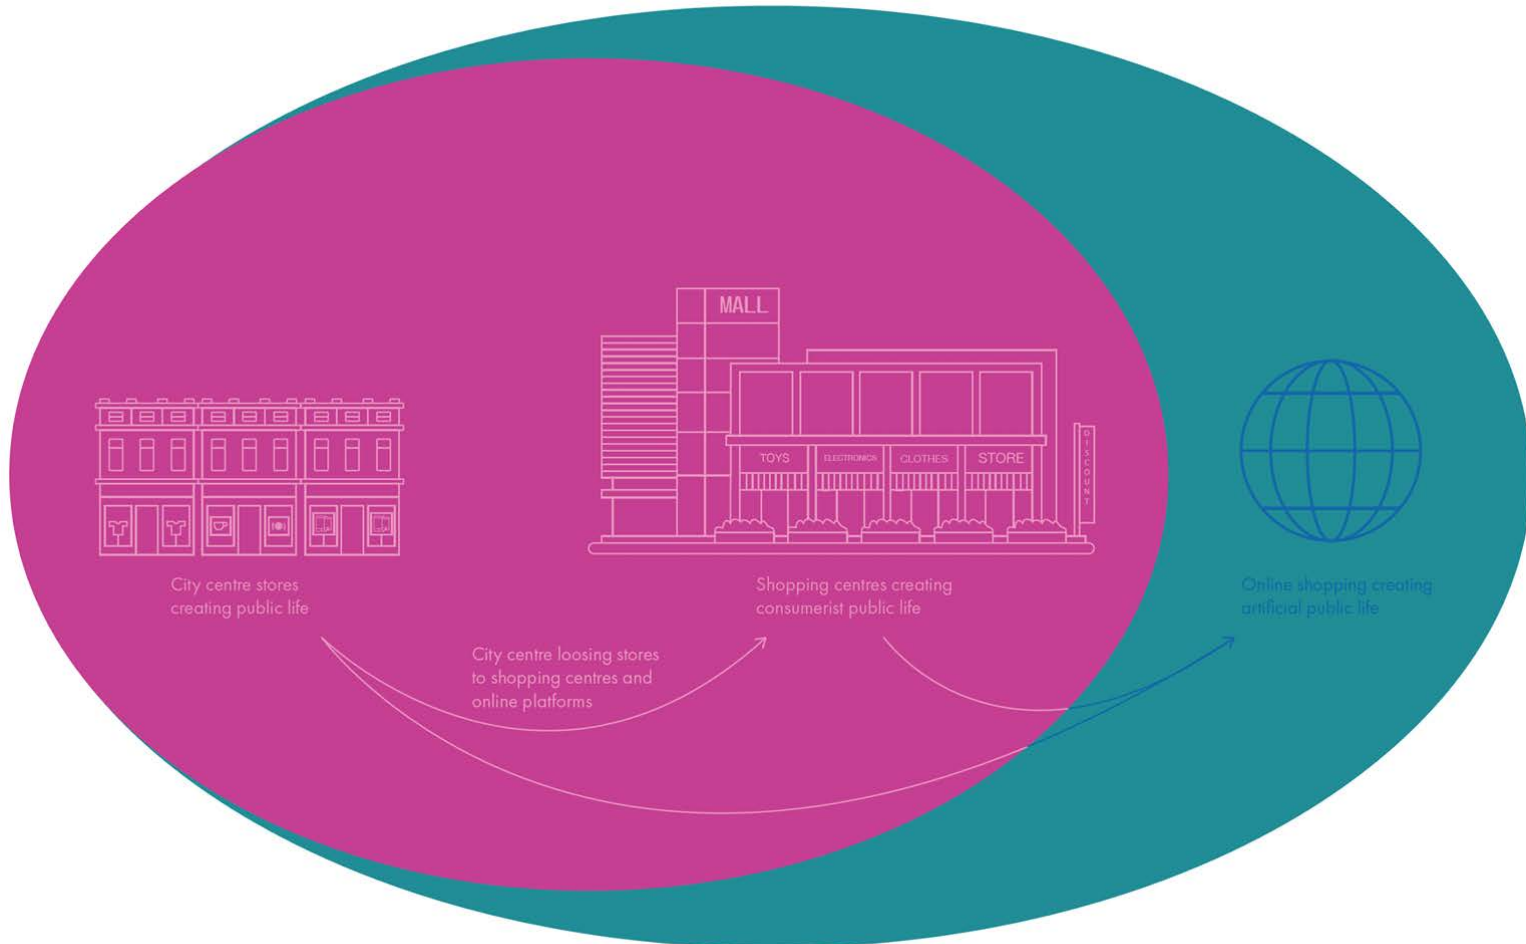 MALL
TOYS
ELECTRONICS
CLOTHES
STORE
DISCOUNT
City centre stores
creating public life
Shopping centres creating
consumerist public life
Online shopping creating
artificial public life
City centre loosing stores
to shopping centres and
online platforms